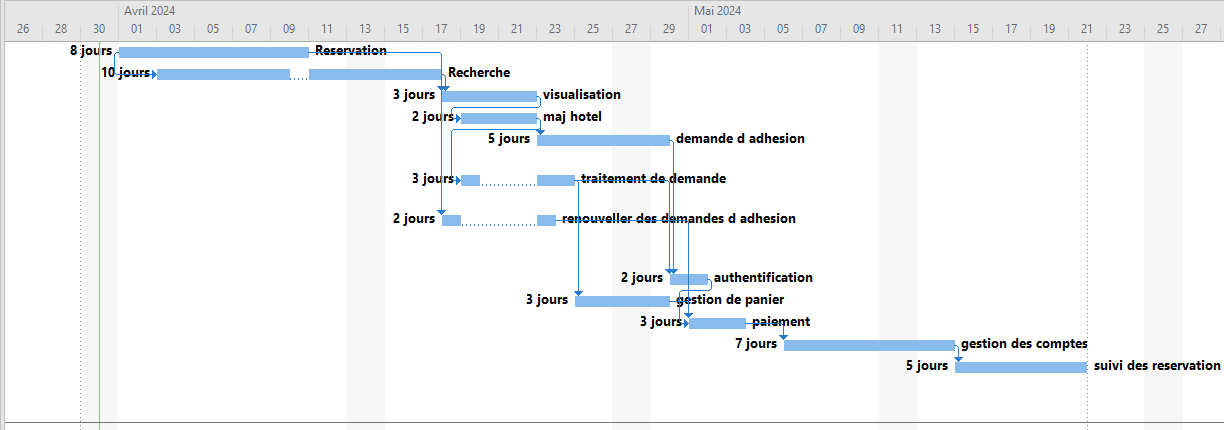 Avril 2024 Mai 2024
26 28 30 01 03 05 07 09 11 13 15 17 19 21 23 25 27 29 01 03 05 07 09 11 13 15 17 19 21 23 25 27
8 jours Reservation
10 jours Recherche
3 jours visualisation
2 jours maj hotel
5 jours demande d adhesion
3 jours traitement de demande
2 jours renouveller des demandes d adhesion
2 jours authentification
3 jours gestion de panier
3 jours paiement
7 jours gestion des comptes
5 jours suivi des reservation